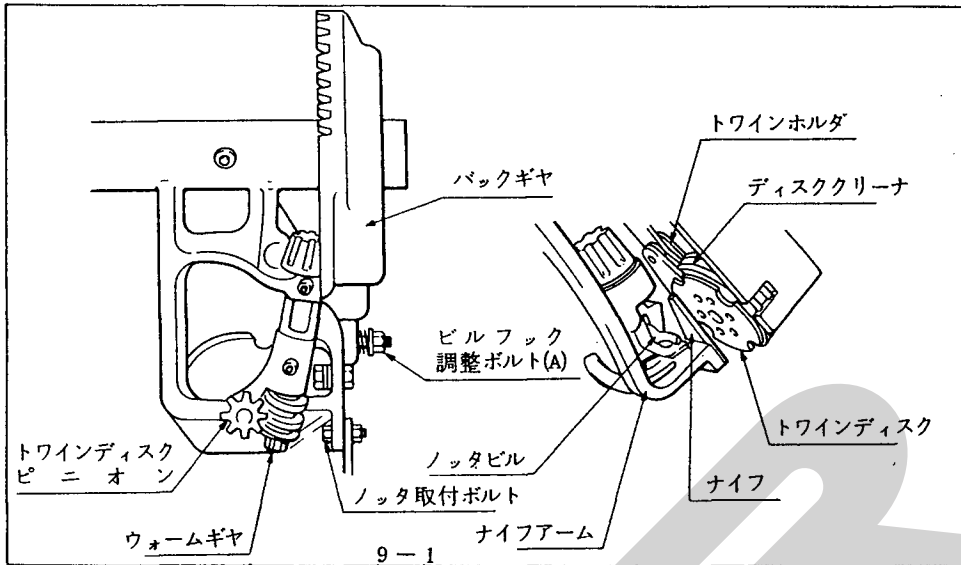 トワインホルダ
ディスククリーナ
バックギヤ
ビルフック
調整ボルト(A)
トワインディスク
ピニオン
ノッタビル
トワインディスク
ナイフ
ノッタ取付ボルト
ナイフアーム
ウォームギヤ
9-1